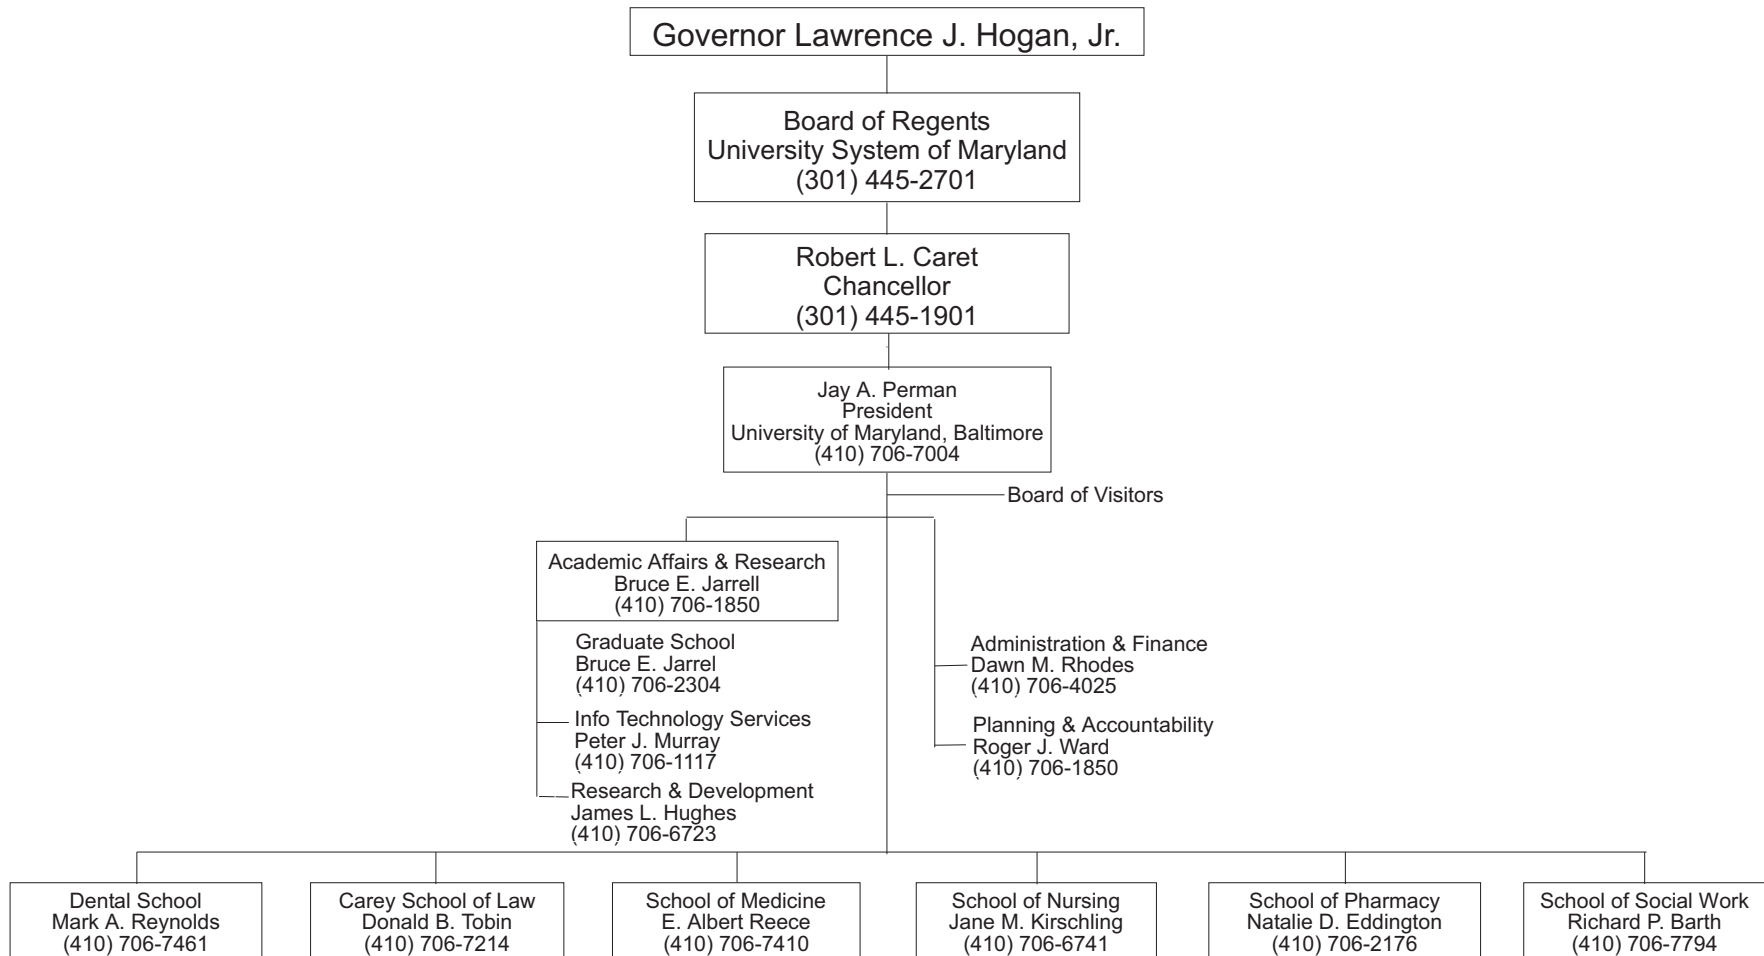 Governor Lawrence J. Hogan, Jr.
Board of Regents
University System of Maryland
(301) 445-2701
Robert L. Caret
Chancellor
(301) 445-1901
Jay A. Perman
President
University of Maryland, Baltimore
(410) 706-7004
Board of Visitors
Academic Affairs & Research
Bruce E. Jarrell
(410) 706-1850
Graduate School
Bruce E. Jarrel
(410) 706-2304
Info Technology Services
Peter J. Murray
(410) 706-1117
Research & Development
James L. Hughes
(410) 706-6723
Administration & Finance
Dawn M. Rhodes
(410) 706-4025
Planning & Accountability
Roger J. Ward
(410) 706-1850
Dental School
Mark A. Reynolds
(410) 706-7461
Carey School of Law
Donald B. Tobin
(410) 706-7214
School of Medicine
E. Albert Reece
(410) 706-7410
School of Nursing
Jane M. Kirschling
(410) 706-6741
School of Pharmacy
Natalie D. Eddington
(410) 706-2176
School of Social Work
Richard P. Barth
(410) 706-7794